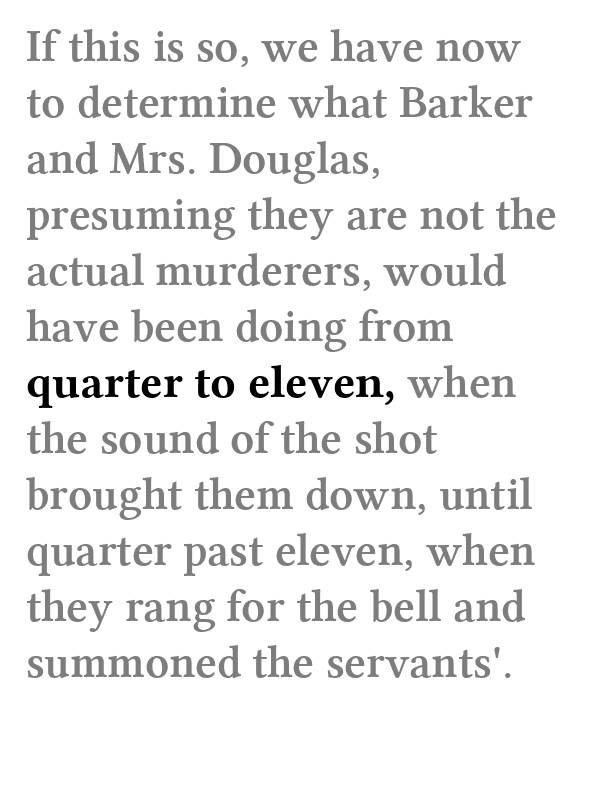 If this is so, we have now
to determine what Barker
and Mrs. Douglas,
presuming they are not the
actual murderers, would
have been doing from
quarter to eleven, when
the sound of the shot
brought them down, until
quarter past eleven, when
they rang for the bell and
summoned the servants'.